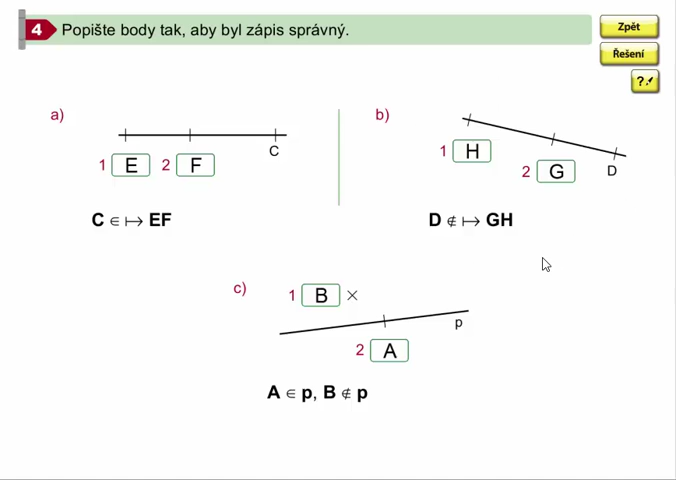 4 Popište body tak, aby byl zápis správný.
Zpět
Řešení
?
a)
C
1 E 2 F
C ∈ ↦ EF
b)
1 H
2 G
D
D ∉ ↦ GH
c)
1 B ×
p
2 A
A ∈ p, B ∉ p